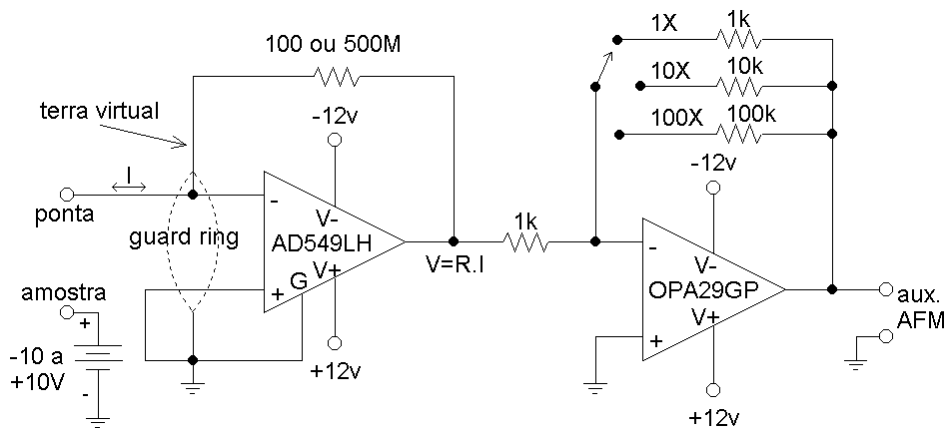 100 ou 500M
terra virtual
-12v
I
ponta
guard ring
-
V-
AD549LH
V+
G
+
+12v
V=R.I
amostra
+
-10 a
+10V
-
1k
1X
1k
10X
10k
100X
100k
-12v
-
V-
OPA29GP
V+
+
+12v
aux.
AFM